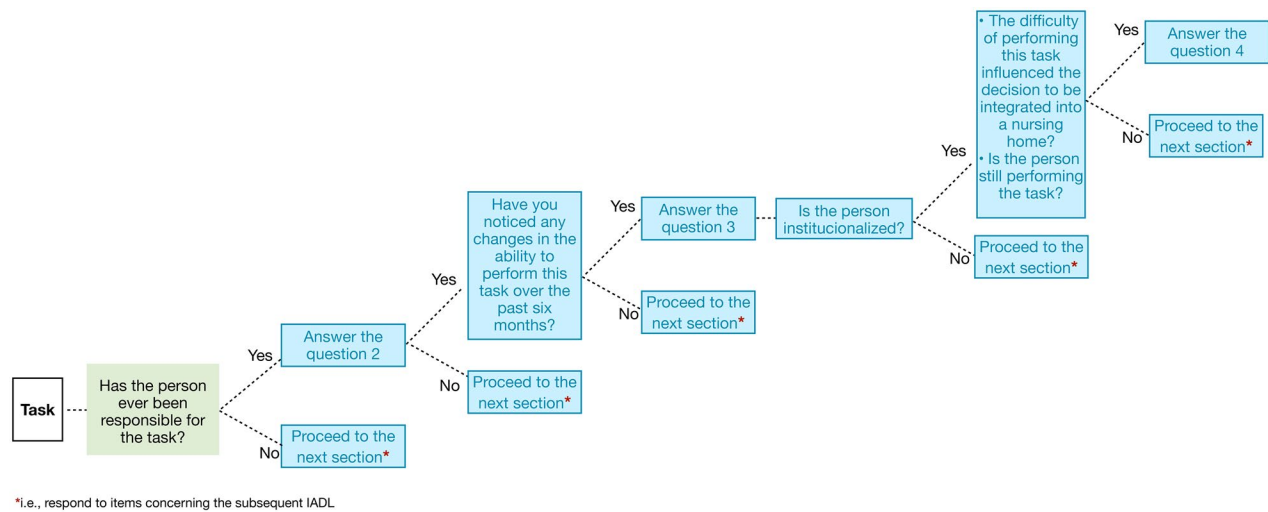 Task
Has the person
ever been
responsible for
the task?
Yes
Answer the
question 2
No
Proceed to the
next section*
Yes
Have you
noticed any
changes in the
ability to
perform this
task over the
past six
months?
No
Proceed to the
next section*
Yes
Answer the
question 3
No
Proceed to the
next section*
Is the person
institucionalized?
Yes
• The difficulty
of performing
this task
influenced the
decision to be
integrated into
a nursing
home?
• Is the person
still performing
the task?
No
Proceed to the
next section*
Yes
Answer the
question 4
No
Proceed to the
next section*
*i.e., respond to items concerning the subsequent IADL